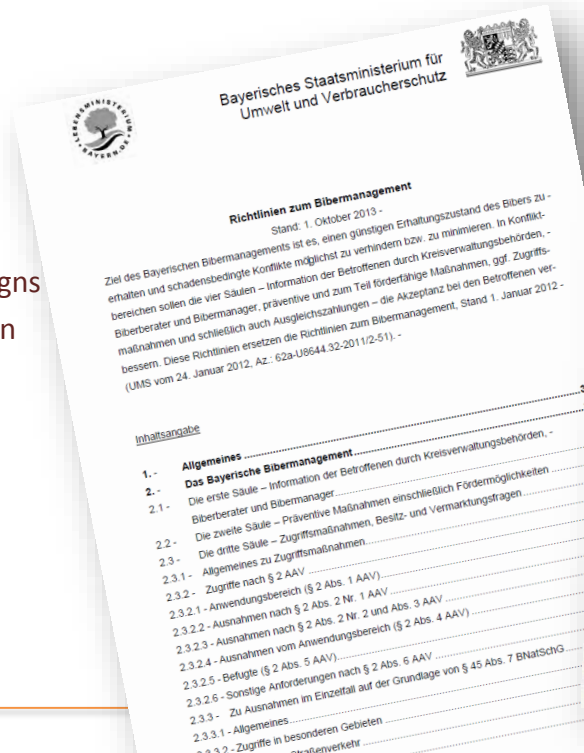 gns
n
LEBENSMINISTERIUM
BAYERN.DE
Bayerisches Staatsministerium für
Umwelt und Verbraucherschutz
Richtlinien zum Bibermanagement
Stand: 1. Oktober 2013 -
Ziel des Bayerischen Bibermanagements ist es, einen günstigen Erhaltungszustand des Bibers zu -
erhalten und schadensbedingte Konflikte möglichst zu verhindern bzw. zu minimieren. In Konflikt-
bereichen sollen die vier Säulen – Information der Betroffenen durch Kreisverwaltungsbehörden, -
Biberberater und Bibermanager, präventive und zum Teil förderfähige Maßnahmen, ggf. Zugriffs-
maßnahmen und schließlich auch Ausgleichszahlungen – die Akzeptanz bei den Betroffenen ver-
bessern. Diese Richtlinien ersetzen die Richtlinien zum Bibermanagement, Stand 1. Januar 2012 -
(UMS vom 24. Januar 2012, Az.: 62a-U8644.32-2011/2-51). -
Inhaltsangabe
1. - Allgemeines ....................3
2. - Das Bayerische Bibermanagement....................
2.1 - Die erste Säule – Information der Betroffenen durch Kreisverwaltungsbehörden, -
Biberberater und Bibermanager....................
2.2 - Die zweite Säule – Präventive Maßnahmen einschließlich Fördermöglichkeiten ....................
2.3 - Die dritte Säule – Zugriffsmaßnahmen, Besitz- und Vermarktungsfragen ....................
2.3.1 - Allgemeines zu Zugriffsmaßnahmen....................
2.3.2 - Zugriffe nach § 2 AAV ....................
2.3.2.1 - Anwendungsbereich (§ 2 Abs. 1 AAV)....................
2.3.2.2 - Ausnahmen nach § 2 Abs. 2 Nr. 1 AAV ....................
2.3.2.3 - Ausnahmen nach § 2 Abs. 2 Nr. 2 und Abs. 3 AAV ....................
2.3.2.4 - Ausnahmen vom Anwendungsbereich (§ 2 Abs. 4 AAV) ....................
2.3.2.5 - Befugte (§ 2 Abs. 5 AAV)....................
2.3.2.6 - Sonstige Anforderungen nach § 2 Abs. 6 AAV ....................
2.3.3 - Zu Ausnahmen im Einzelfall auf der Grundlage von § 45 Abs. 7 BNatSchG ....................
2.3.3.1 - Allgemeines....................
2.3.3.2 - Zugriffe in besonderen Gebieten ....................
Straßenverkehr ....................